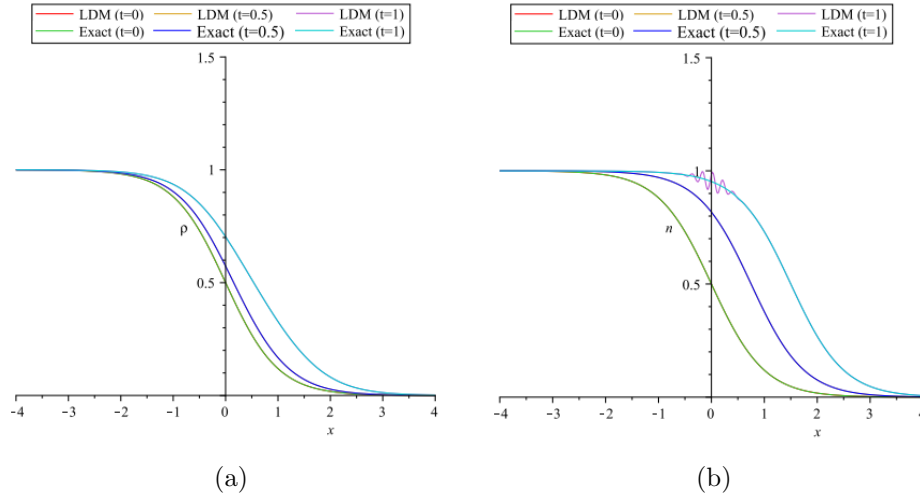 LDM (t=0) LDM (t=0.5) LDM (t=1)
Exact (t=0) Exact (t=0.5) Exact (t=1)
1.5
1
ρ
0.5
-4 -3 -2 -1 0 1 2 3 4
x
(a)
LDM (t=0) LDM (t=0.5) LDM (t=1)
Exact (t=0) Exact (t=0.5) Exact (t=1)
1.5
1
n
0.5
-4 -3 -2 -1 0 1 2 3 4
x
(b)